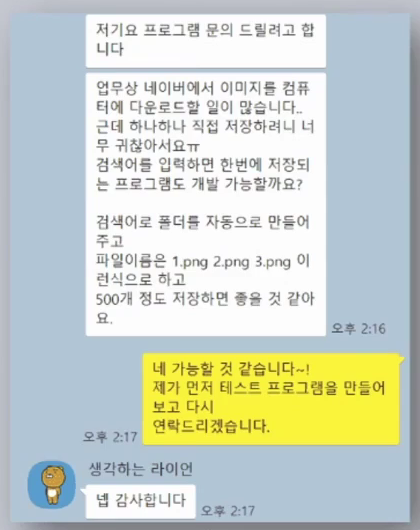 저기요 프로그램 문의 드릴려고 합
니다
업무상 네이버에서 이미지를 컴퓨
터에 다운로드할 일이 많습니다..
근데 하나하나 직접 저장하려니 너
무 귀찮아서요ㅠ
검색어를 입력하면 한번에 저장되
는 프로그램도 개발 가능할까요?
검색어로 폴더를 자동으로 만들어
주고
파일이름은 1.png 2.png 3.png 이
런식으로 하고
500개 정도 저장하면 좋을 것 같아
요.
오후 2:16
네 가능할 것 같습니다~!
제가 먼저 테스트 프로그램을 만들어
보고 다시
연락드리겠습니다.
오후 2:17
생각하는 라이언
넵 감사합니다
오후 2:17